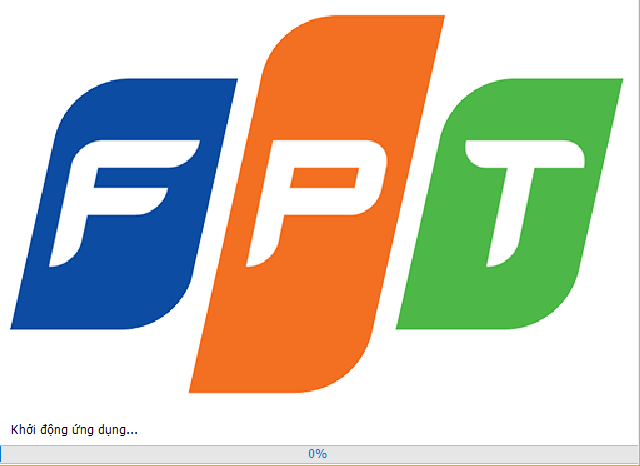 FPT
Khởi động ứng dụng...
0%